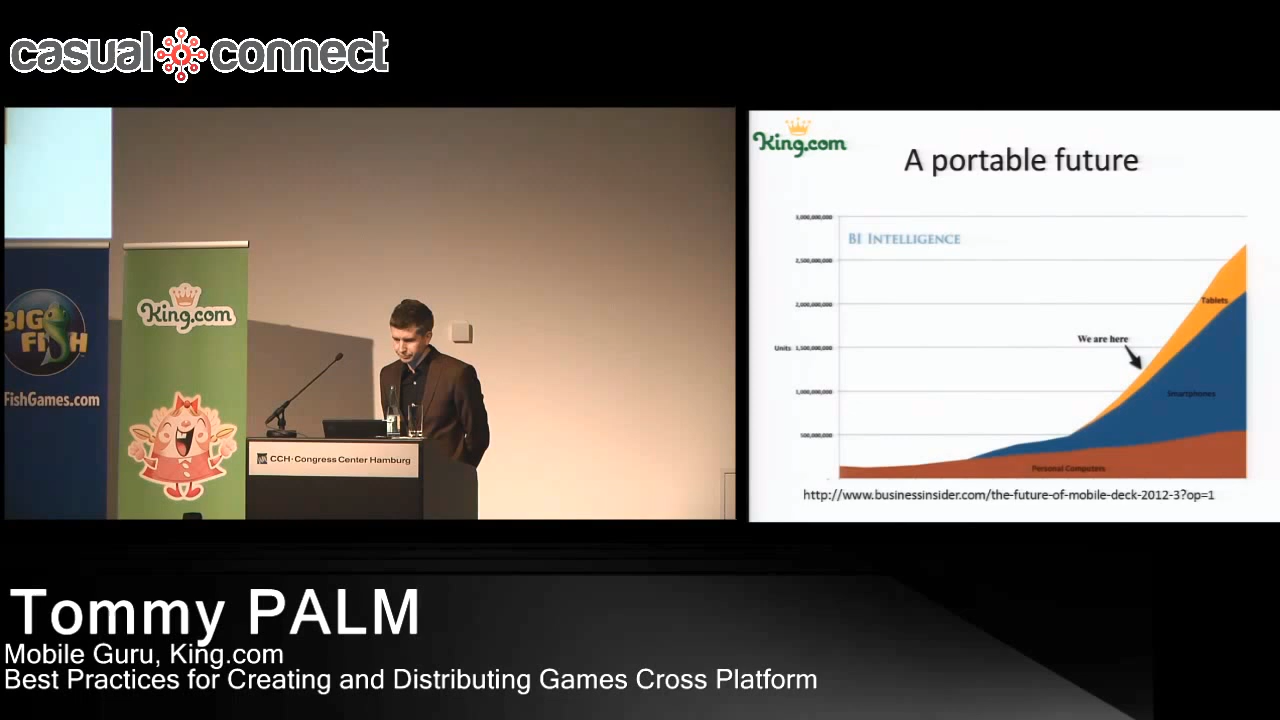 casual connect
King.com
A portable future
3,000,000,000
BI INTELLIGENCE
2,500,000,000
Tablets
2,000,000,000
We are here
Units
1,500,000,000
1,000,000,000
Smartphones
500,000,000
Personal Computers
http://www.businessinsider.com/the-future-of-mobile-deck-2012-3?op=1
BIG
FISH
FishGames.com
King.com
CCH·Congress Center Hamburg
Tommy PALM
Mobile Guru, King.com
Best Practices for Creating and Distributing Games Cross Platform